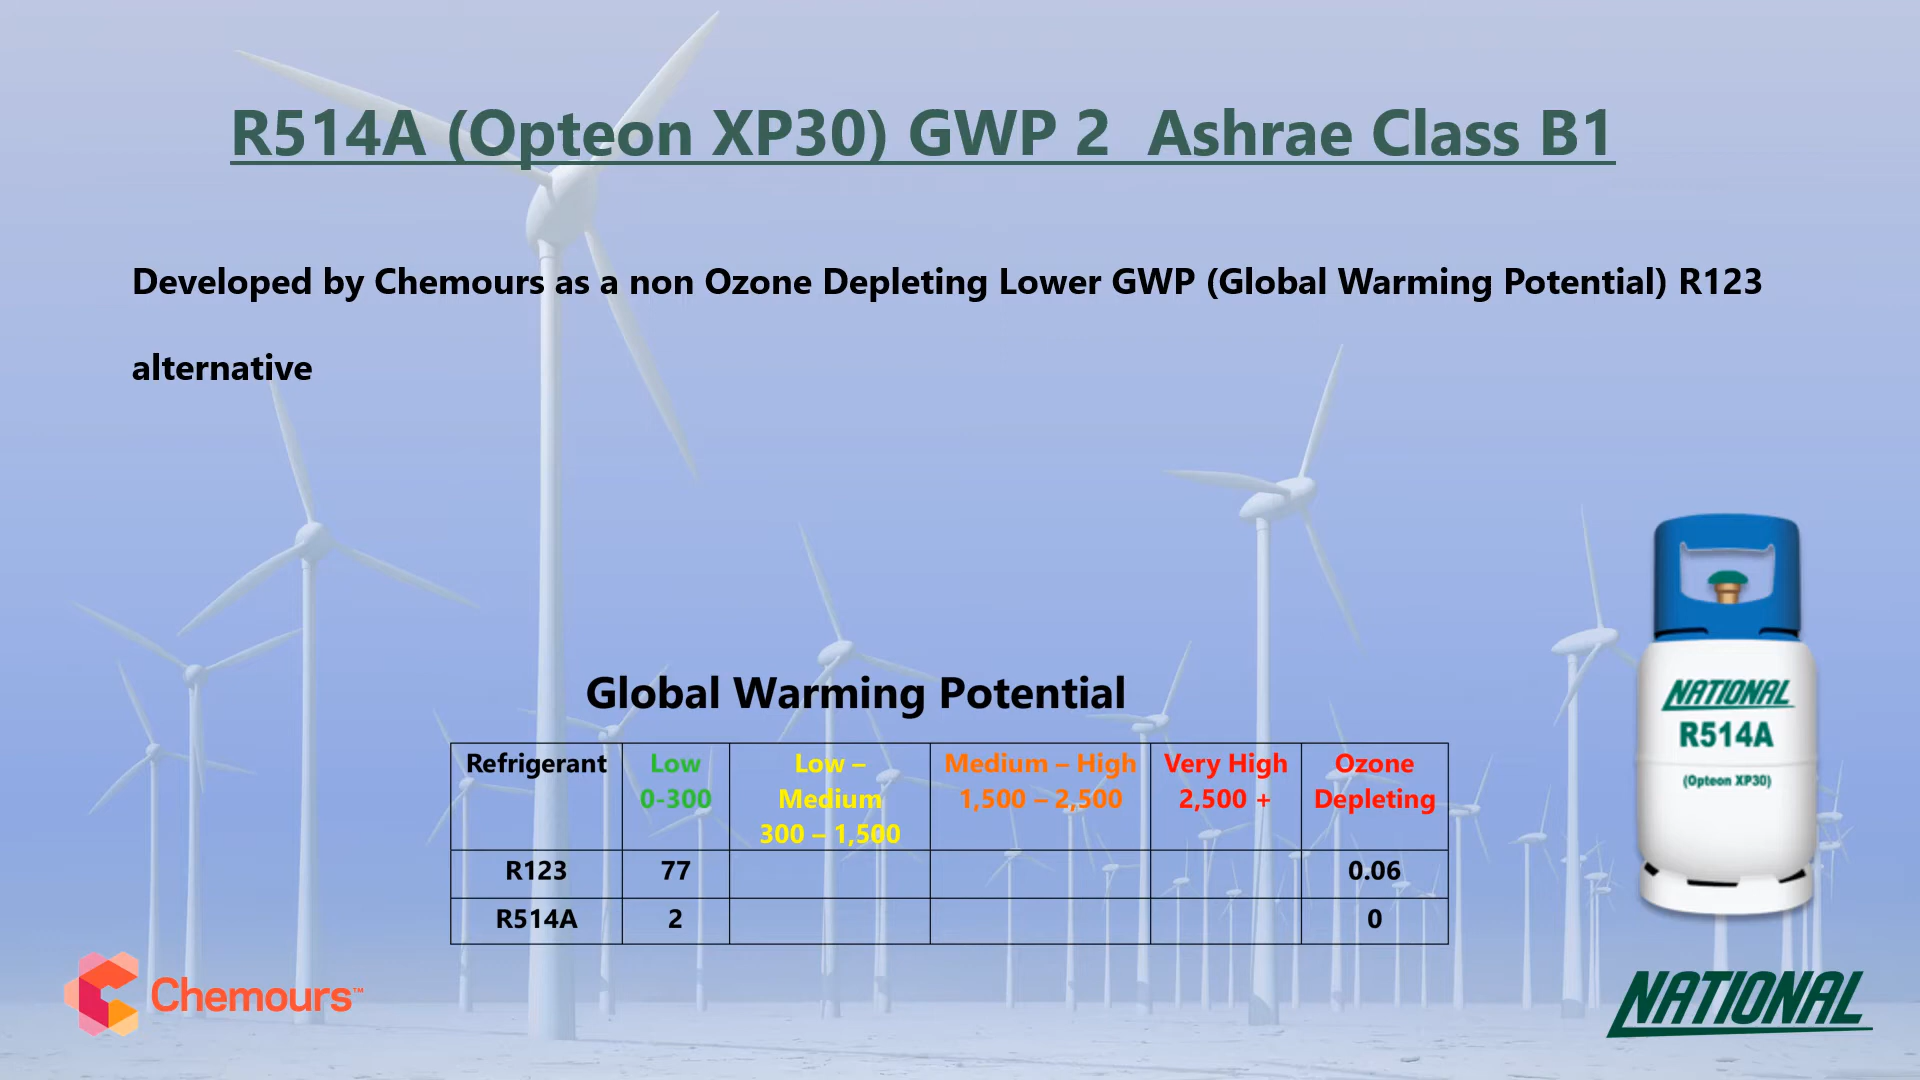 R514A (Opteon XP30) GWP 2  Ashrae Class B1
Developed by Chemours as a non Ozone Depleting Lower GWP (Global Warming Potential) R123
alternative
Global Warming Potential
Refrigerant
Low
0-300
Low –
Medium
300 – 1,500
Medium – High
1,500 – 2,500
Very High
2,500 +
Ozone
Depleting
R123 77 0.06
R514A 2 0
NATIONAL
R514A
(Opteon XP30)
Chemours™
NATIONAL